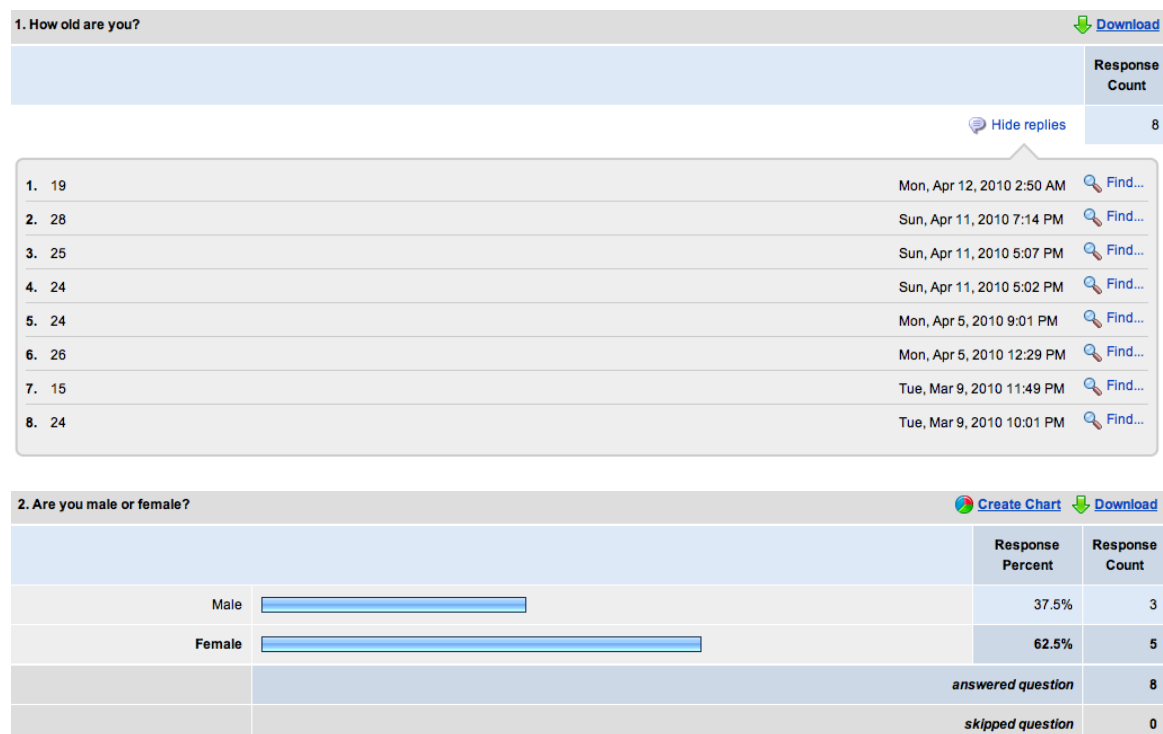 1. How old are you? Download
Response Count
Hide replies 8
1. 19 Mon, Apr 12, 2010 2:50 AM Find...
2. 28 Sun, Apr 11, 2010 7:14 PM Find...
3. 25 Sun, Apr 11, 2010 5:07 PM Find...
4. 24 Sun, Apr 11, 2010 5:02 PM Find...
5. 24 Mon, Apr 5, 2010 9:01 PM Find...
6. 26 Mon, Apr 5, 2010 12:29 PM Find...
7. 15 Tue, Mar 9, 2010 11:49 PM Find...
8. 24 Tue, Mar 9, 2010 10:01 PM Find...
2. Are you male or female? Create Chart Download
Response Percent Response Count
Male 37.5% 3
Female 62.5% 5
answered question 8
skipped question 0